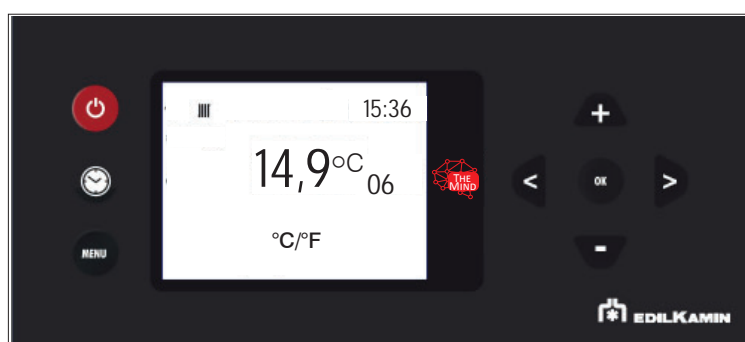 15:36
14,9°C
06
°C/°F
MENU
THE
MIND
+
<
OK
>
-
EDILKAMIN